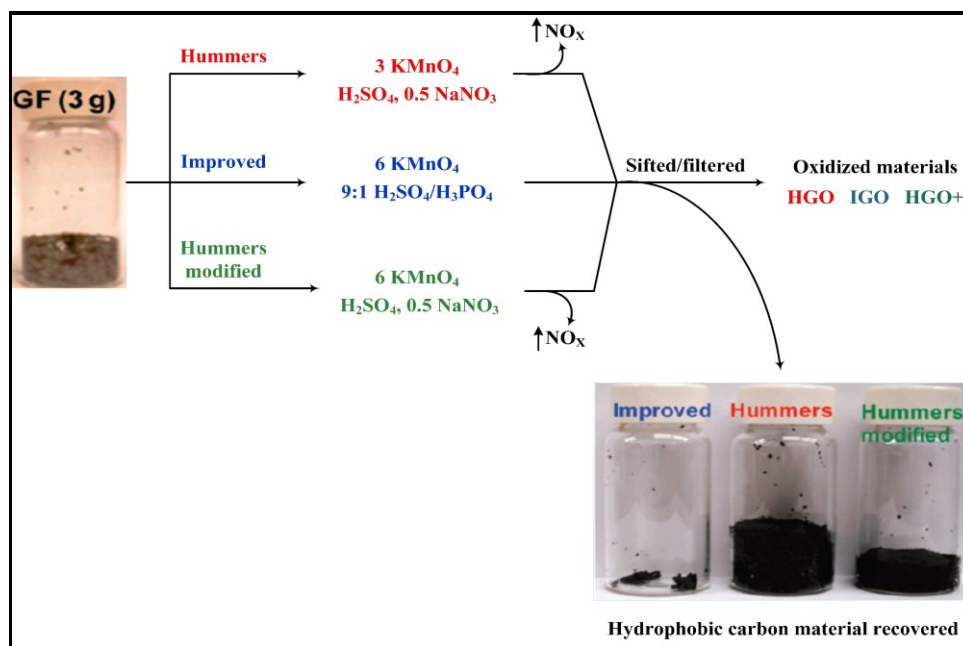 GF (3 g)
Hummers
3 KMnO₄
H₂SO₄, 0.5 NaNO₃
↑NOₓ
Improved
6 KMnO₄
9:1 H₂SO₄/H₃PO₄
Hummers
modified
6 KMnO₄
H₂SO₄, 0.5 NaNO₃
↑NOₓ
Sifted/filtered
Oxidized materials
HGO IGO HGO+
Improved
Hummers
Hummers
modified
Hydrophobic carbon material recovered